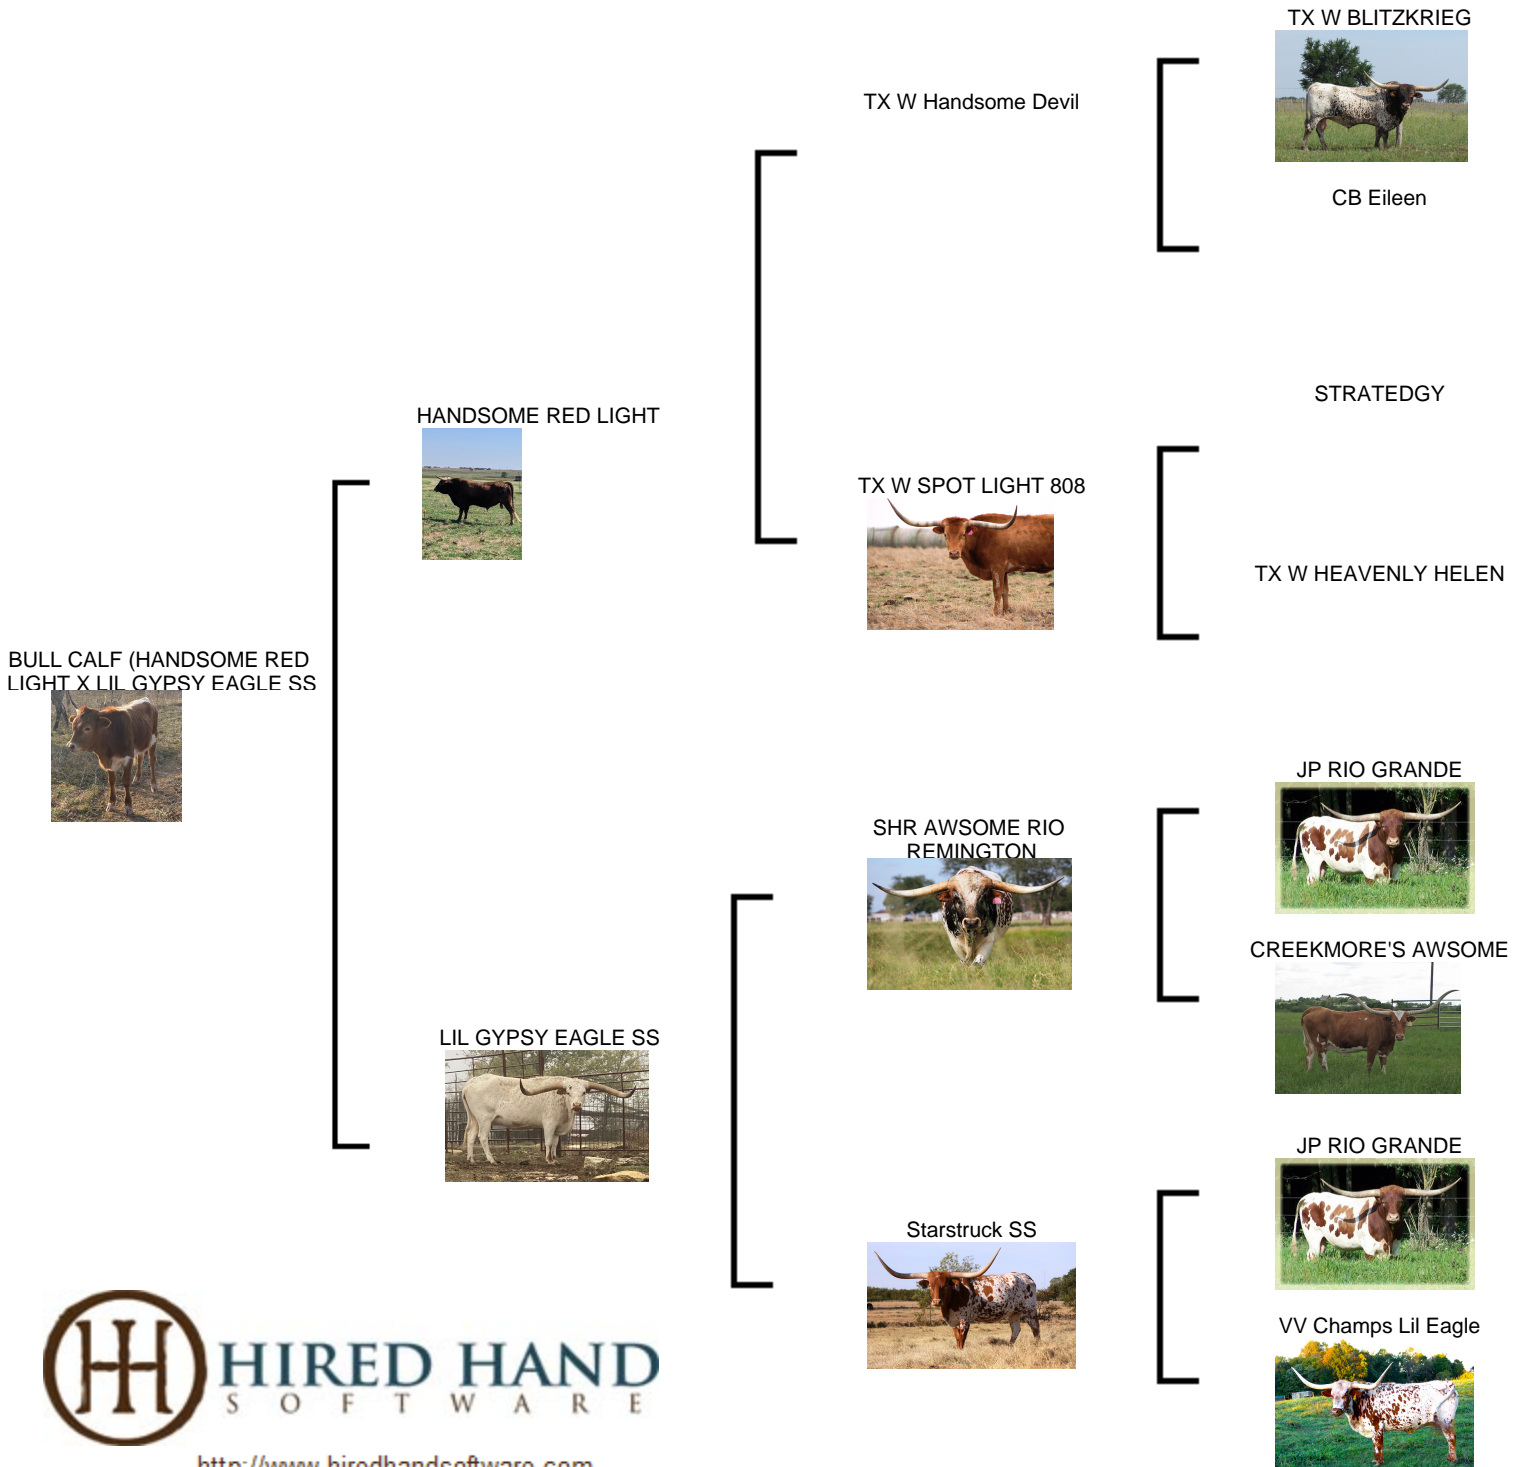 TX W BLITZKRIEG
TX W Handsome Devil
CB Eileen
STRATEDGY
HANDSOME RED LIGHT
TX W SPOT LIGHT 808
TX W HEAVENLY HELEN
BULL CALF (HANDSOME RED
LIGHT X LIL GYPSY EAGLE SS
JP RIO GRANDE
SHR AWSOME RIO
REMINGTON
CREEKMORE'S AWSOME
LIL GYPSY EAGLE SS
JP RIO GRANDE
Starstruck SS
VV Champs Lil Eagle
HIRED HAND
SOFTWARE
http://www.hiredhandsoftware.com